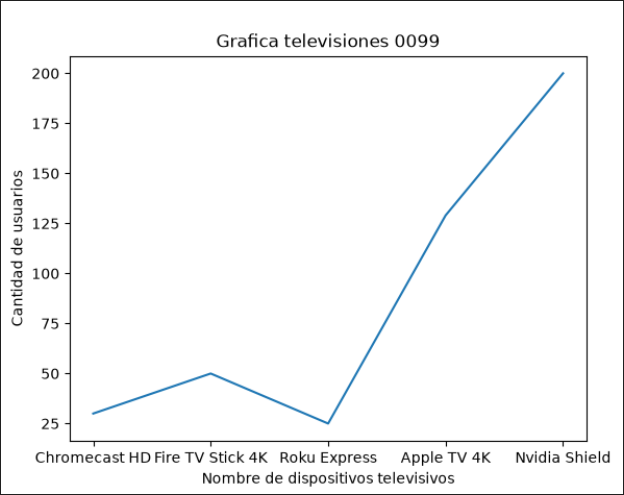 Grafica televisiones 0099
200
175
150
125
100
75
50
25
Cantidad de usuarios
Chromecast HD Fire TV Stick 4K Roku Express Apple TV 4K Nvidia Shield
Nombre de dispositivos televisivos